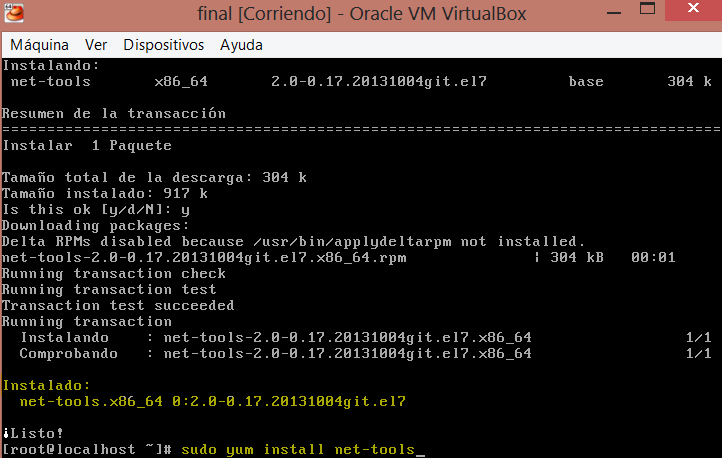 final [Corriendo] - Oracle VM VirtualBox
Máquina Ver Dispositivos Ayuda
Instalando:
net-tools x86_64 2.0-0.17.20131004git.el7 base 304 k
Resumen de la transacción
================================================================================
Instalar 1 Paquete
Tamaño total de la descarga: 304 k
Tamaño instalado: 917 k
Is this ok [y/d/N]: y
Downloading packages:
Delta RPMs disabled because /usr/bin/applydeltarpm not installed.
net-tools-2.0-0.17.20131004git.el7.x86_64.rpm | 304 kB 00:01
Running transaction check
Running transaction test
Transaction test succeeded
Running transaction
Instalando : net-tools-2.0-0.17.20131004git.el7.x86_64 1/1
Comprobando : net-tools-2.0-0.17.20131004git.el7.x86_64 1/1
Instalado:
net-tools.x86_64 0:2.0-0.17.20131004git.el7
¡Listo!
[root@localhost ~]# sudo yum install net-tools_